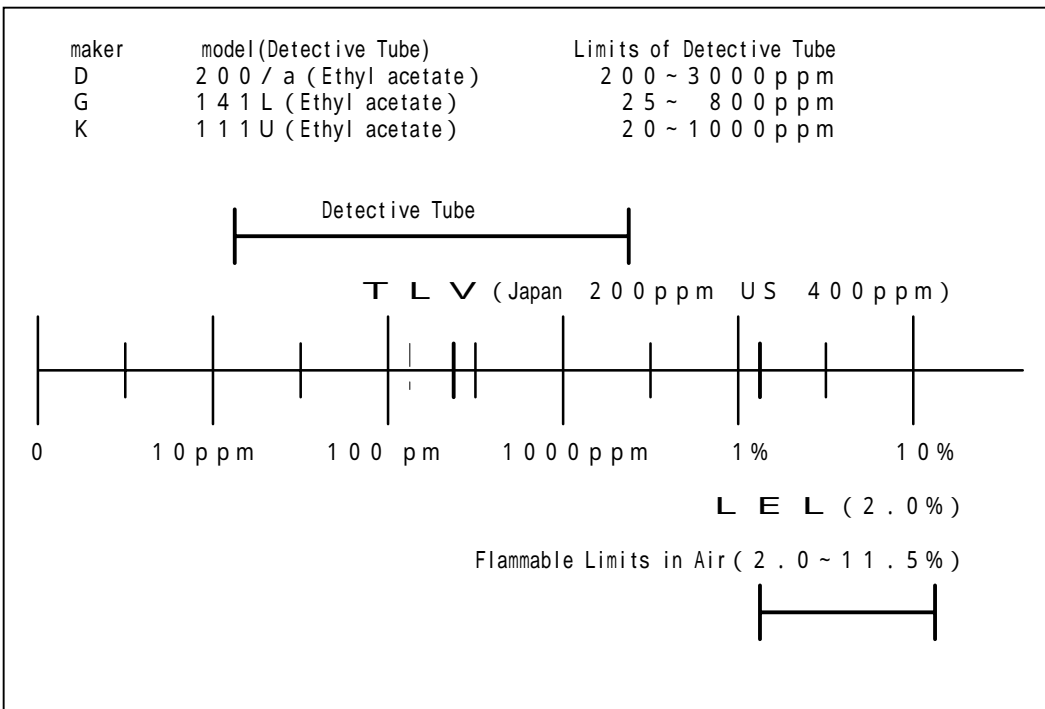 maker model(Detective Tube) Limits of Detective Tube
D 200/a(Ethyl acetate) 200~3000ppm
G 141L(Ethyl acetate) 25~ 800ppm
K 111U(Ethyl acetate) 20~1000ppm
Detective Tube
TLV(Japan 200ppm US 400ppm)
0 10ppm 100 pm 1000ppm 1% 10%
LEL(2.0%)
Flammable Limits in Air(2.0~11.5%)